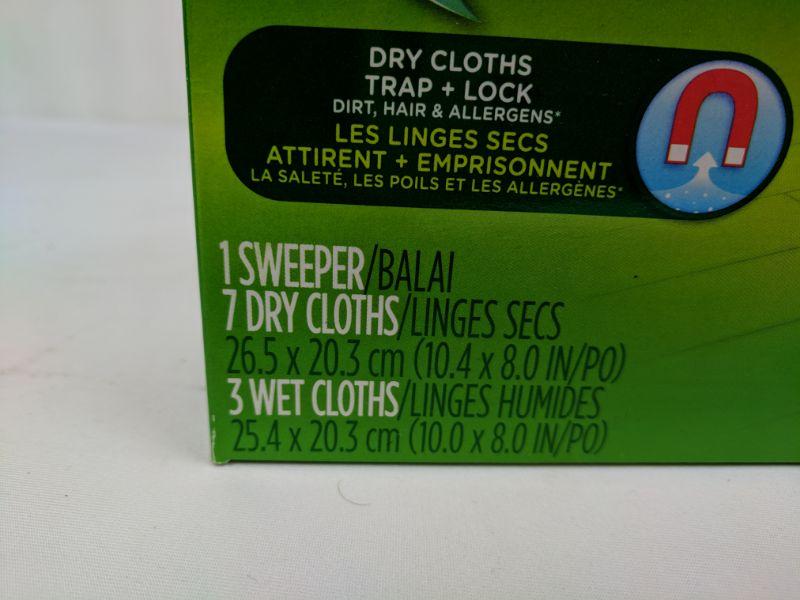 DRY CLOTHS
TRAP + LOCK
DIRT, HAIR & ALLERGENS*
LES LINGES SECS
ATTIRENT + EMPRISONNENT
LA SALETÉ, LES POILS ET LES ALLERGÈNES*
1 SWEEPER/BALAI
7 DRY CLOTHS/LINGES SECS
26.5 x 20.3 cm (10.4 x 8.0 IN/PO)
3 WET CLOTHS/LINGES HUMIDES
25.4 x 20.3 cm (10.0 x 8.0 IN/PO)